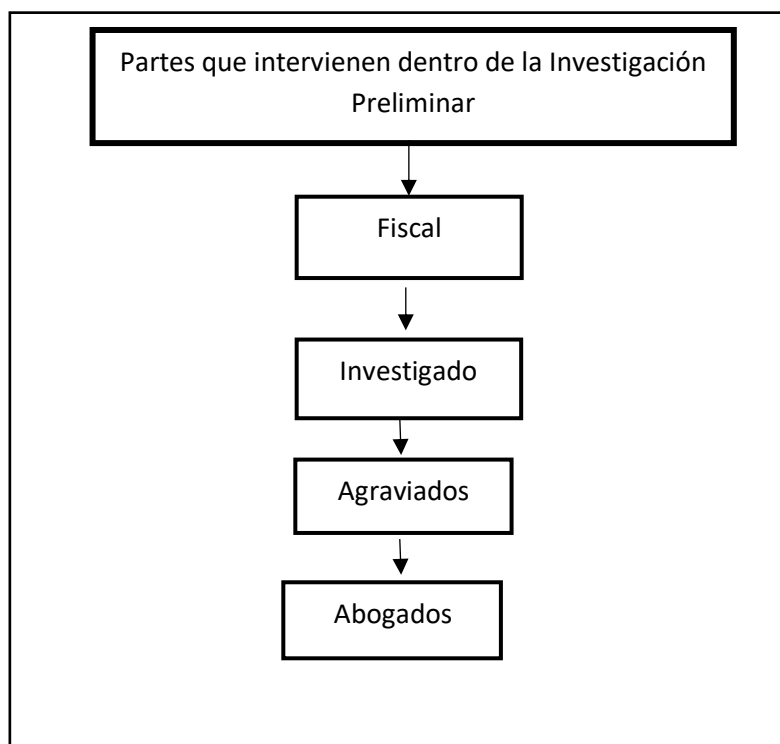 Partes que intervienen dentro de la Investigación
Preliminar
Fiscal
Investigado
Agraviados
Abogados